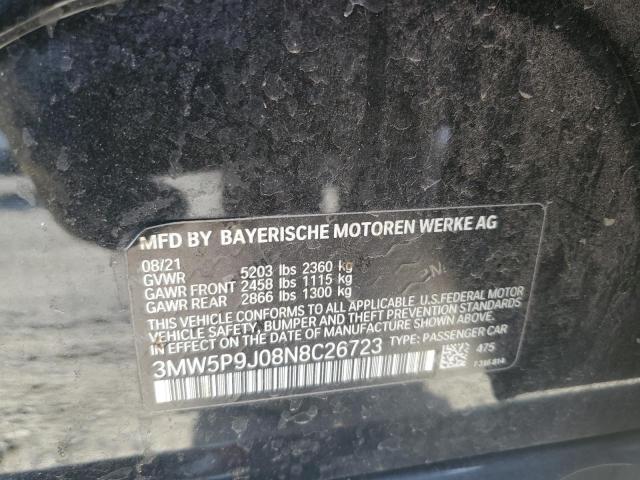 MFD BY BAYERISCHE MOTOREN WERKE AG
08/21
GVWR 5203 lbs 2360 kg
GAWR FRONT 2458 lbs 1115 kg
GAWR REAR 2866 lbs 1300 kg
THIS VEHICLE CONFORMS TO ALL APPLICABLE U.S.FEDERAL MOTOR
VEHICLE SAFETY, BUMPER AND THEFT PREVENTION STANDARDS
IN EFFECT ON THE DATE OF MANUFACTURE SHOWN ABOVE.
3MW5P9J08N8C26723 TYPE: PASSENGER CAR
475